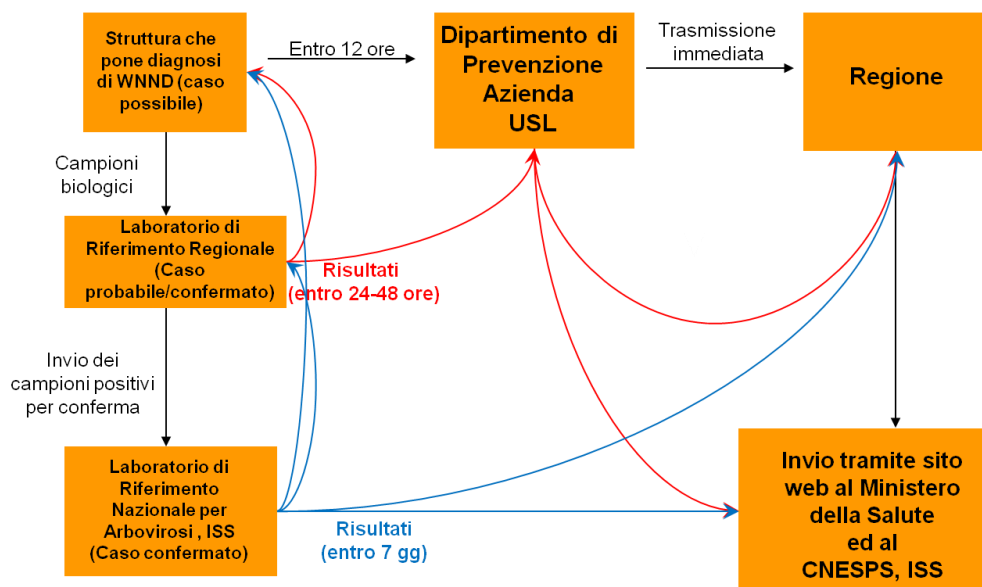 Struttura che
pone diagnosi
di WNND (caso
possibile)
Entro 12 ore
Dipartimento di
Prevenzione
Azienda
USL
Trasmissione
immediata
Regione
Campioni
biologici
Laboratorio di
Riferimento Regionale
(Caso
probabile/confermato)
Risultati
(entro 24-48 ore)
Invio dei
campioni positivi
per conferma
Laboratorio di
Riferimento
Nazionale per
Arbovirosi , ISS
(Caso confermato)
Risultati
(entro 7 gg)
Invio tramite sito
web al Ministero
della Salute
ed al
CNESPS, ISS